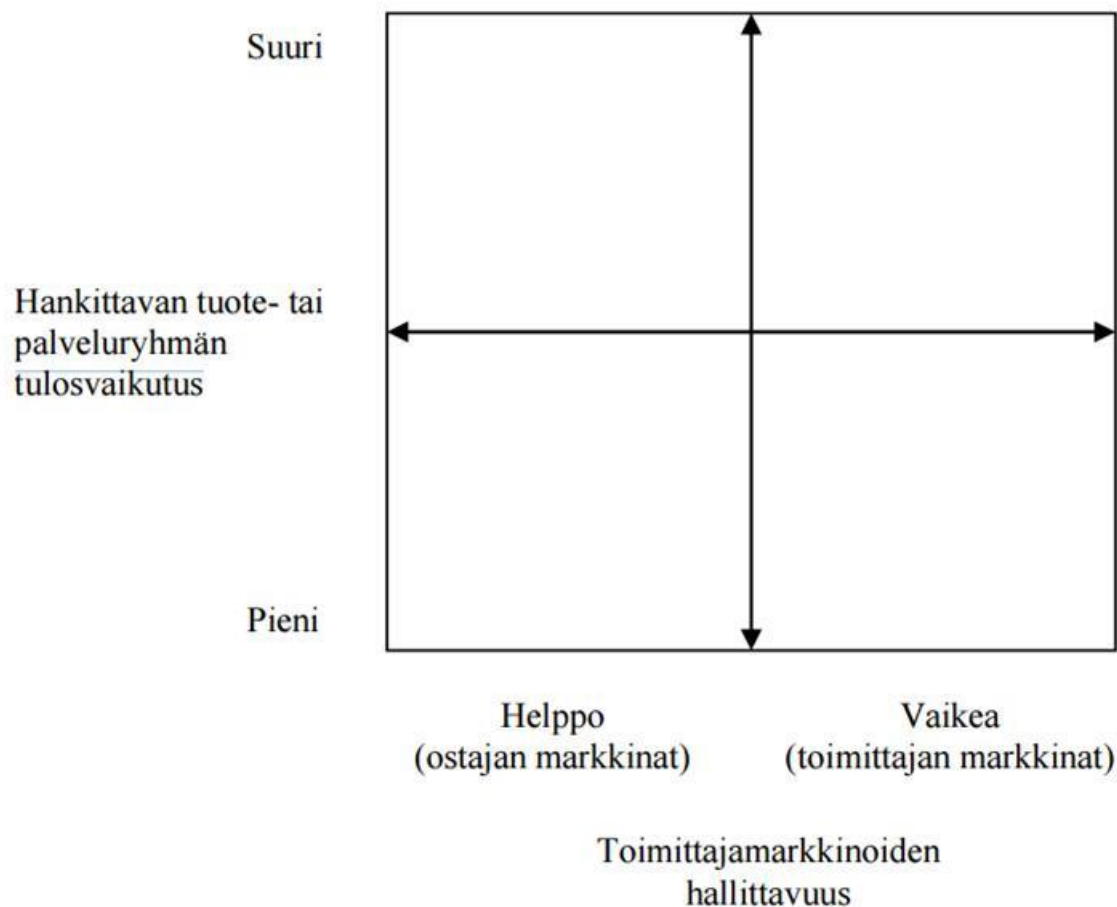 Suuri
Hankittavan tuote- tai
palveluryhmän
tulosvaikutus
Pieni
Helppo
(ostajan markkinat)
Vaikea
(toimittajan markkinat)
Toimittajamarkkinoiden
hallittavuus